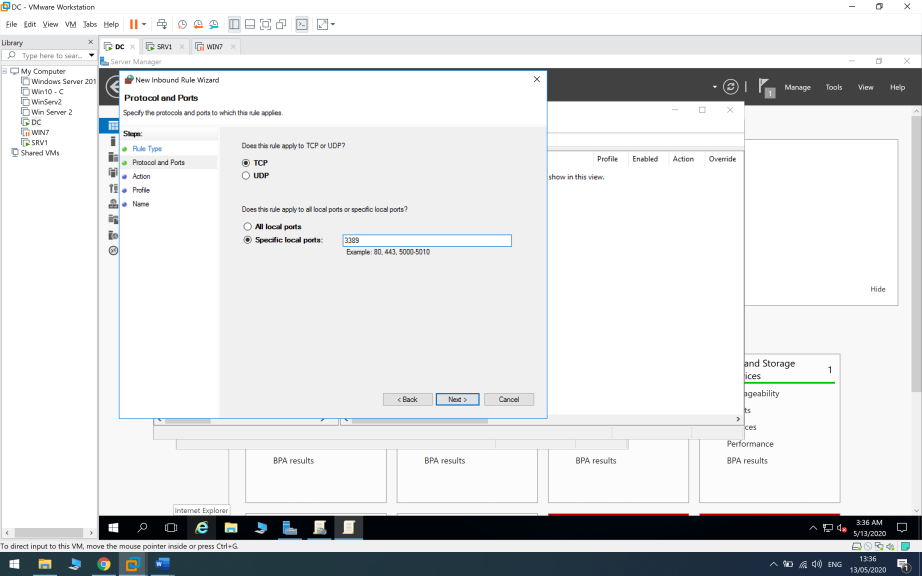 DC - VMware Workstation
File Edit View VM Tabs Help
Library
Type here to sear...
DC
SRV1
WIN7
My Computer
Windows Server 201
Win10 - C
WinServ2
Win Server 2
DC
WIN7
SRV1
Shared VMs
Server Manager
1
Manage Tools View Help
New Inbound Rule Wizard
Protocol and Ports
Specify the protocols and ports to which this rule applies.
Steps:
Rule Type
Protocol and Ports
Action
Profile
Name
Does this rule apply to TCP or UDP?
TCP
UDP
Does this rule apply to all local ports or specific local ports?
All local ports
Specific local ports:
3389
Example: 80, 443, 5000-5010
< Back
Next >
Cancel
Profile Enabled Action Override
show in this view.
Hide
and Storage
ices
1
ageability
ts
ces
Performance
BPA results
BPA results
BPA results
BPA results
Internet Explorer
3:36 AM
5/13/2020
To direct input to this VM, move the mouse pointer inside or press Ctrl+G.
ENG
13:36
13/05/2020
1